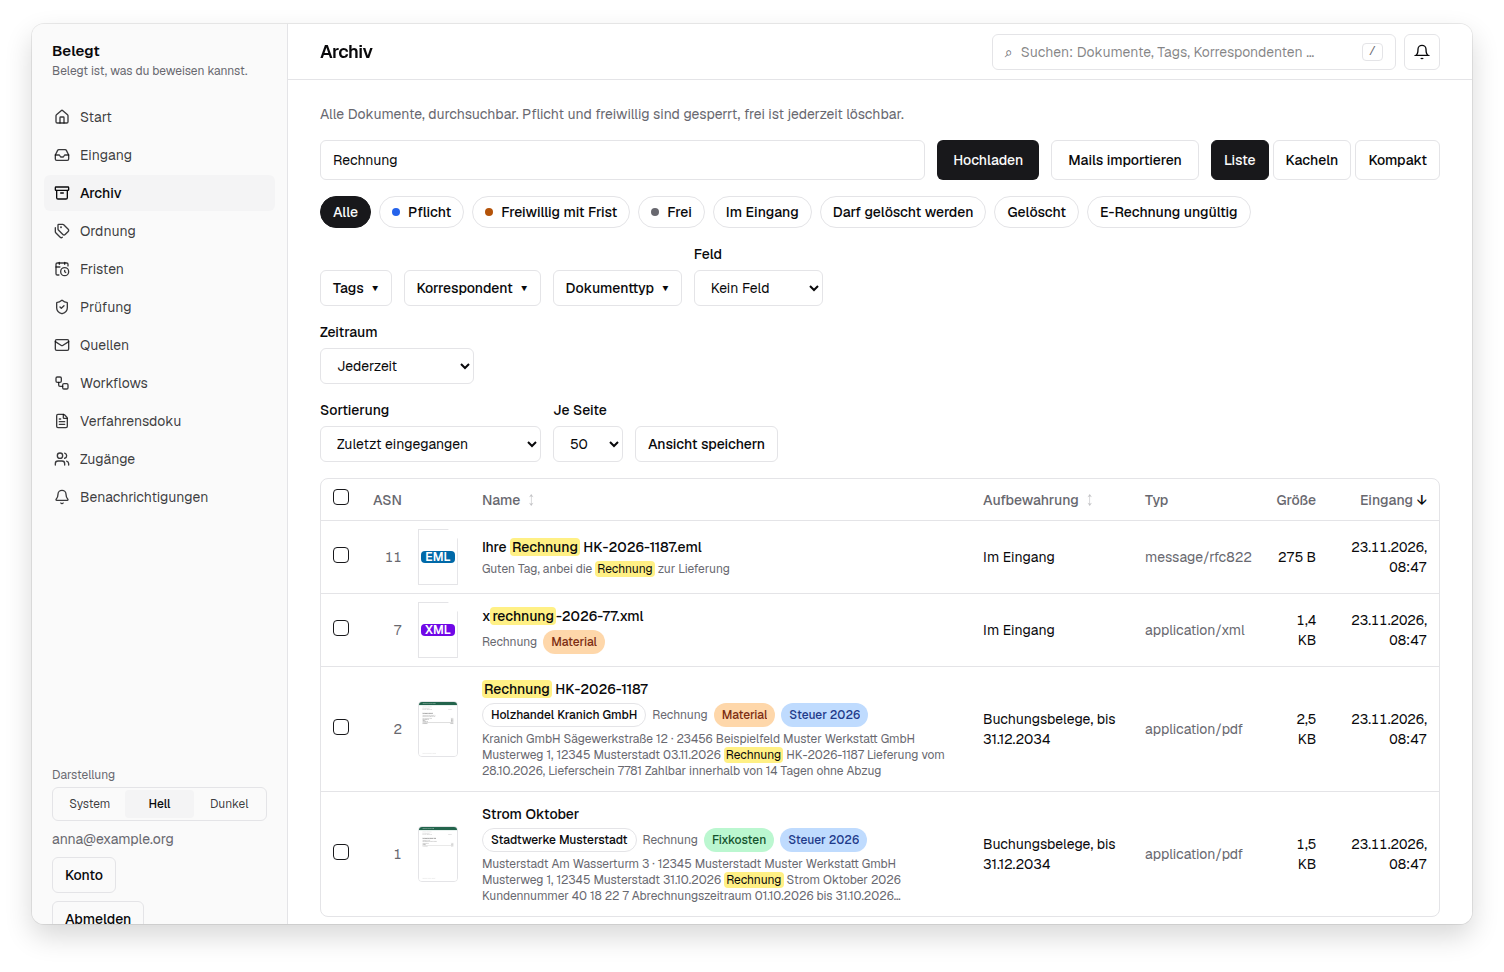 Belegt
Belegt ist, was du beweisen kannst.
Start
Eingang
Archiv
Ordnung
Fristen
Prüfung
Quellen
Workflows
Verfahrensdoku
Zugänge
Benachrichtigungen
Darstellung
System Hell Dunkel
anna@example.org
Konto
Abmelden
Archiv
Suchen: Dokumente, Tags, Korrespondenten … /
Alle Dokumente, durchsuchbar. Pflicht und freiwillig sind gesperrt, frei ist jederzeit löschbar.
Rechnung Hochladen Mails importieren Liste Kacheln Kompakt
Alle Pflicht Freiwillig mit Frist Frei Im Eingang Darf gelöscht werden Gelöscht E-Rechnung ungültig
Feld
Tags ▾ Korrespondent ▾ Dokumenttyp ▾ Kein Feld
Zeitraum
Jederzeit
Sortierung Je Seite
Zuletzt eingegangen 50 Ansicht speichern
ASN Name ↕ Aufbewahrung ↕ Typ Größe Eingang ↓
11 EML Ihre Rechnung HK-2026-1187.eml
Guten Tag, anbei die Rechnung zur Lieferung
Im Eingang message/rfc822 275 B 23.11.2026,
08:47
7 XML xrechnung-2026-77.xml
Rechnung Material
Im Eingang application/xml 1,4
KB
23.11.2026,
08:47
2 Rechnung HK-2026-1187
Holzhandel Kranich GmbH Rechnung Material Steuer 2026
Kranich GmbH Sägewerkstraße 12 · 23456 Beispielfeld Muster Werkstatt GmbH
Musterweg 1, 12345 Musterstadt 03.11.2026 Rechnung HK-2026-1187 Lieferung vom
28.10.2026, Lieferschein 7781 Zahlbar innerhalb von 14 Tagen ohne Abzug
Buchungsbelege, bis
31.12.2034
application/pdf 2,5
KB
23.11.2026,
08:47
1 Strom Oktober
Stadtwerke Musterstadt Rechnung Fixkosten Steuer 2026
Musterstadt Am Wasserturm 3 · 12345 Musterstadt Muster Werkstatt GmbH
Musterweg 1, 12345 Musterstadt 31.10.2026 Rechnung Strom Oktober 2026
Kundennummer 40 18 22 7 Abrechnungszeitraum 01.10.2026 bis 31.10.2026…
Buchungsbelege, bis
31.12.2034
application/pdf 1,5
KB
23.11.2026,
08:47